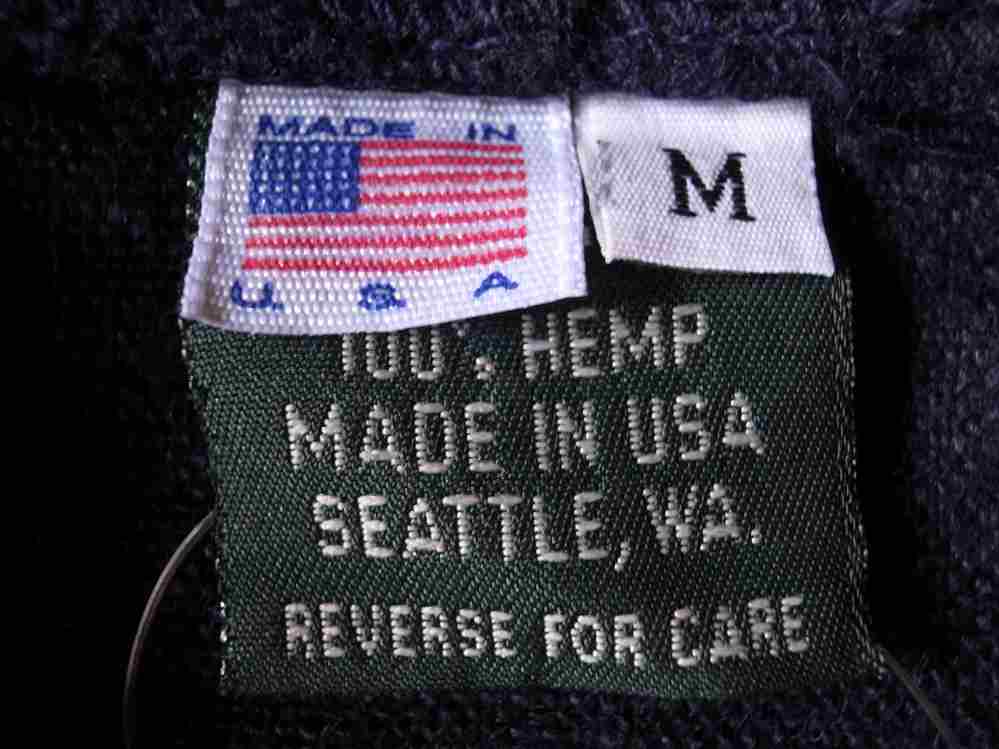 MADE IN
U. S. A
M
100% HEMP
MADE IN USA
SEATTLE, WA.
REVERSE FOR CARE